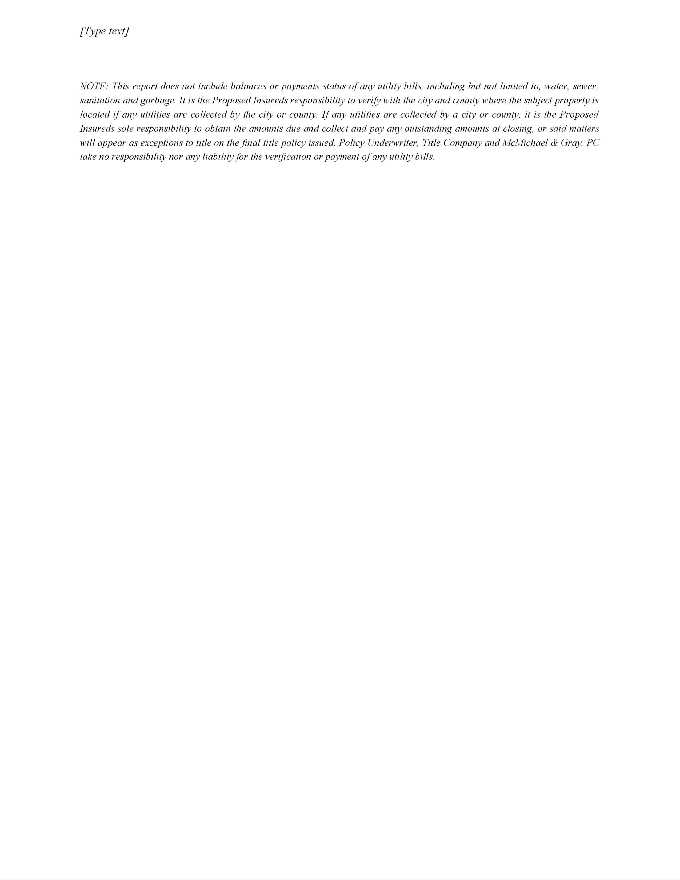 [Type text]
NOTE: This report does not include balances or payments status of any utility bills, including but not limited to, water, sewer,
sanitation and garbage. It is the Proposed Insureds responsibility to verify with the city and county where the subject property is
located if any utilities are collected by the city or county. If any utilities are collected by a city or county, it is the Proposed
Insureds sole responsibility to obtain the amounts due and collect and pay any outstanding amounts at closing, or said matters
will appear as exceptions to title on the final title policy issued. Policy Underwriter, Title Company and McMichael & Gray, PC
take no responsibility nor any liability for the verification or payment of any utility bills.